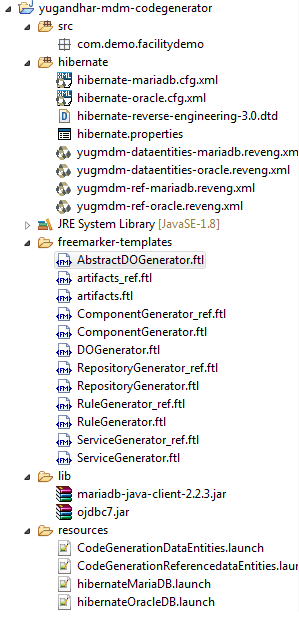 yugandhar-mdm-codegenerator
src
com.demo.facilitydemo
hibernate
hibernate-mariadb.cfg.xml
hibernate-oracle.cfg.xml
hibernate-reverse-engineering-3.0.dtd
hibernate.properties
yugmdm-dataentities-mariadb.reveng.xm
yugmdm-dataentities-oracle.reveng.xml
yugmdm-ref-mariadb.reveng.xml
yugmdm-ref-oracle.reveng.xml
JRE System Library [JavaSE-1.8]
freemarker-templates
AbstractDOGenerator.ftl
artifacts_ref.ftl
artifacts.ftl
ComponentGenerator_ref.ftl
ComponentGenerator.ftl
DOGenerator.ftl
RepositoryGenerator_ref.ftl
RepositoryGenerator.ftl
RuleGenerator_ref.ftl
RuleGenerator.ftl
ServiceGenerator_ref.ftl
ServiceGenerator.ftl
lib
mariadb-java-client-2.2.3.jar
ojdbc7.jar
resources
CodeGenerationDataEntities.launch
CodeGenerationReferencedataEntities.laun
hibernateMariaDB.launch
hibernateOracleDB.launch